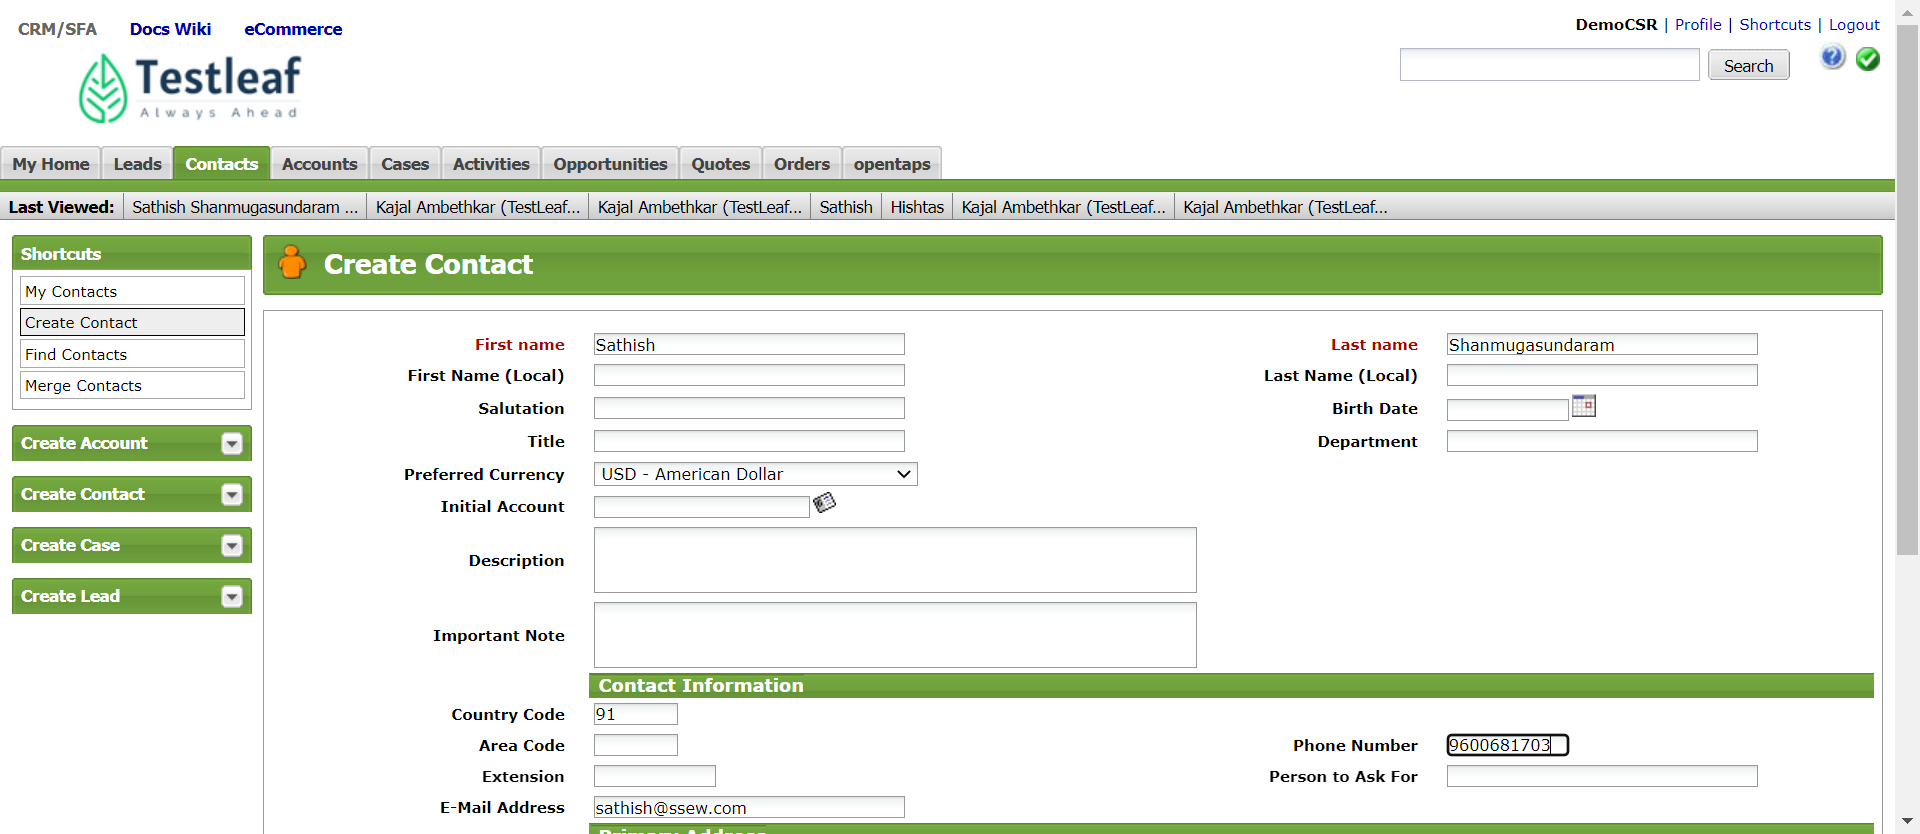 CRM/SFA Docs Wiki eCommerce
DemoCSR | Profile | Shortcuts | Logout
Search
Testleaf
Always Ahead
My Home Leads Contacts Accounts Cases Activities Opportunities Quotes Orders opentaps
Last Viewed: Sathish Shanmugasundaram ... Kajal Ambethkar (TestLeaf... Kajal Ambethkar (TestLeaf... Sathish Hishtas Kajal Ambethkar (TestLeaf... Kajal Ambethkar (TestLeaf...
Shortcuts
My Contacts
Create Contact
Find Contacts
Merge Contacts
Create Account
Create Contact
Create Case
Create Lead
Create Contact
First name Sathish Last name Shanmugasundaram
First Name (Local) Last Name (Local)
Salutation Birth Date
Title Department
Preferred Currency USD - American Dollar
Initial Account
Description
Important Note
Contact Information
Country Code 91
Area Code Phone Number 9600681703
Extension Person to Ask For
E-Mail Address sathish@ssew.com
Primary Address